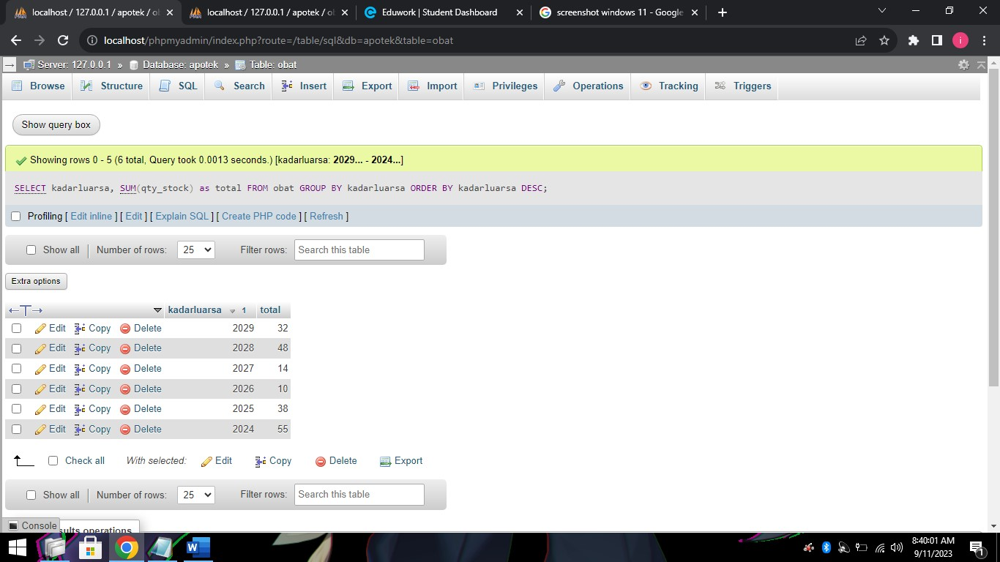 localhost / 127.0.0.1 / apotek / ob
localhost / 127.0.0.1 / apotek / ob
Eduwork | Student Dashboard
screenshot windows 11 - Google
localhost/phpmyadmin/index.php?route=/table/sql&db=apotek&table=obat
i
Server: 127.0.0.1 » Database: apotek » Table: obat
Browse Structure SQL Search Insert Export Import Privileges Operations Tracking Triggers
Show query box
Showing rows 0 - 5 (6 total, Query took 0.0013 seconds.) [kadarluarsa: 2029... - 2024...]
SELECT kadarluarsa, SUM(qty_stock) as total FROM obat GROUP BY kadarluarsa ORDER BY kadarluarsa DESC;
Profiling [ Edit inline ] [ Edit ] [ Explain SQL ] [ Create PHP code ] [ Refresh ]
Show all Number of rows: 25 Filter rows: Search this table
Extra options
←T→ kadarluarsa 1 total
Edit Copy Delete 2029 32
Edit Copy Delete 2028 48
Edit Copy Delete 2027 14
Edit Copy Delete 2026 10
Edit Copy Delete 2025 38
Edit Copy Delete 2024 55
Check all With selected: Edit Copy Delete Export
Show all Number of rows: 25 Filter rows: Search this table
Console sults operations
8:40:01 AM
9/11/2023
1